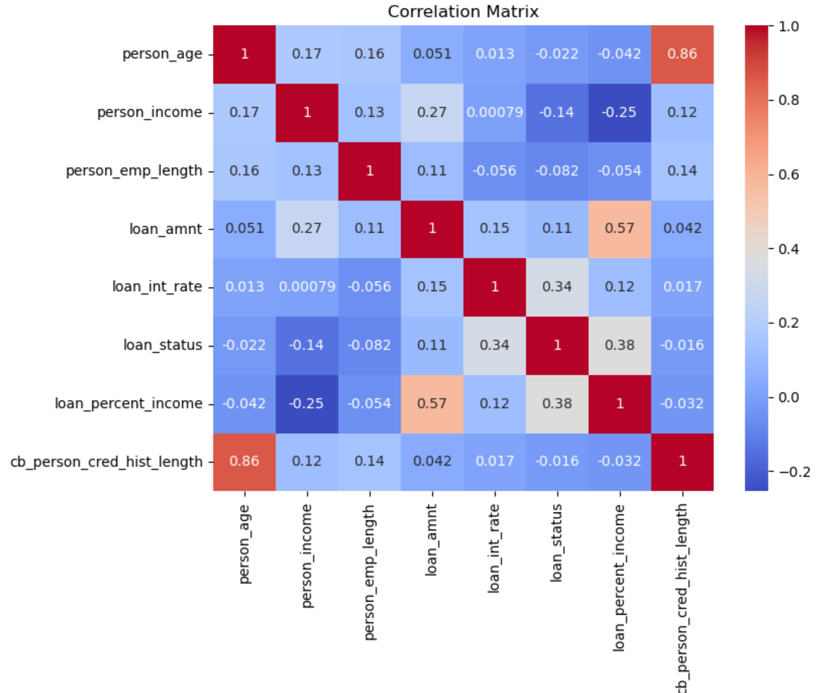 Correlation Matrix
person_age 1 0.17 0.16 0.051 0.013 -0.022 -0.042 0.86
person_income 0.17 1 0.13 0.27 0.00079 -0.14 -0.25 0.12
person_emp_length 0.16 0.13 1 0.11 -0.056 -0.082 -0.054 0.14
loan_amnt 0.051 0.27 0.11 1 0.15 0.11 0.57 0.042
loan_int_rate 0.013 0.00079 -0.056 0.15 1 0.34 0.12 0.017
loan_status -0.022 -0.14 -0.082 0.11 0.34 1 0.38 -0.016
loan_percent_income -0.042 -0.25 -0.054 0.57 0.12 0.38 1 -0.032
cb_person_cred_hist_length 0.86 0.12 0.14 0.042 0.017 -0.016 -0.032 1
person_age
person_income
person_emp_length
loan_amnt
loan_int_rate
loan_status
loan_percent_income
cb_person_cred_hist_length
1.0
0.8
0.6
0.4
0.2
0.0
−0.2